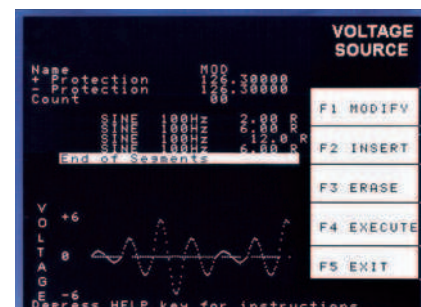 VOLTAGE
SOURCE
Name MOD
+ Protection 126.30000
- Protection 126.30000
Count 00
SINE 100Hz 2.00 R
SINE 100Hz 6.00 R
SINE 100Hz 12.0 R
SINE 100Hz 6.00 R
End of Segments
F1 MODIFY
F2 INSERT
F3 ERASE
F4 EXECUTE
F5 EXIT
VOLTAGE
+6
0
-6
Depress HELP key for instructions